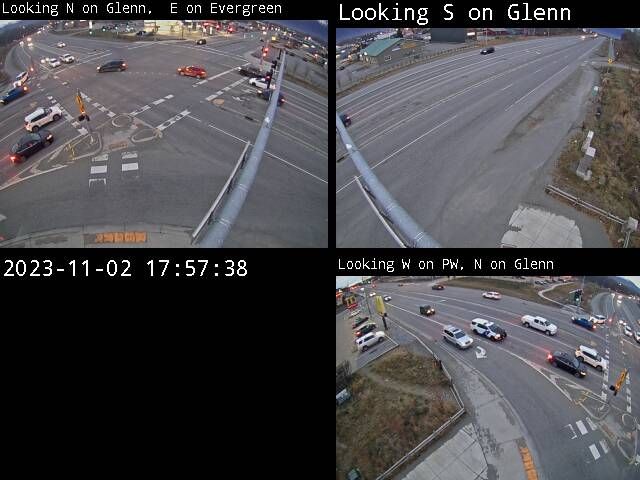 Looking N on Glenn,  E on Evergreen
Looking S on Glenn
2023-11-02 17:57:38
Looking W on PW, N on Glenn